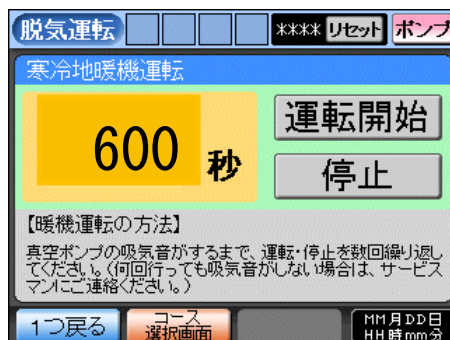 脱気運転 **** リセット ポンプ
寒冷地暖機運転
600 秒
運転開始
停止
【暖機運転の方法】
真空ポンプの吸気音がするまで、運転・停止を数回繰り返し
てください。(何回行っても吸気音がしない場合は、サービス
マンにご連絡ください。)
1つ戻る
コース
選択画面
MM月DD日
HH時mm分